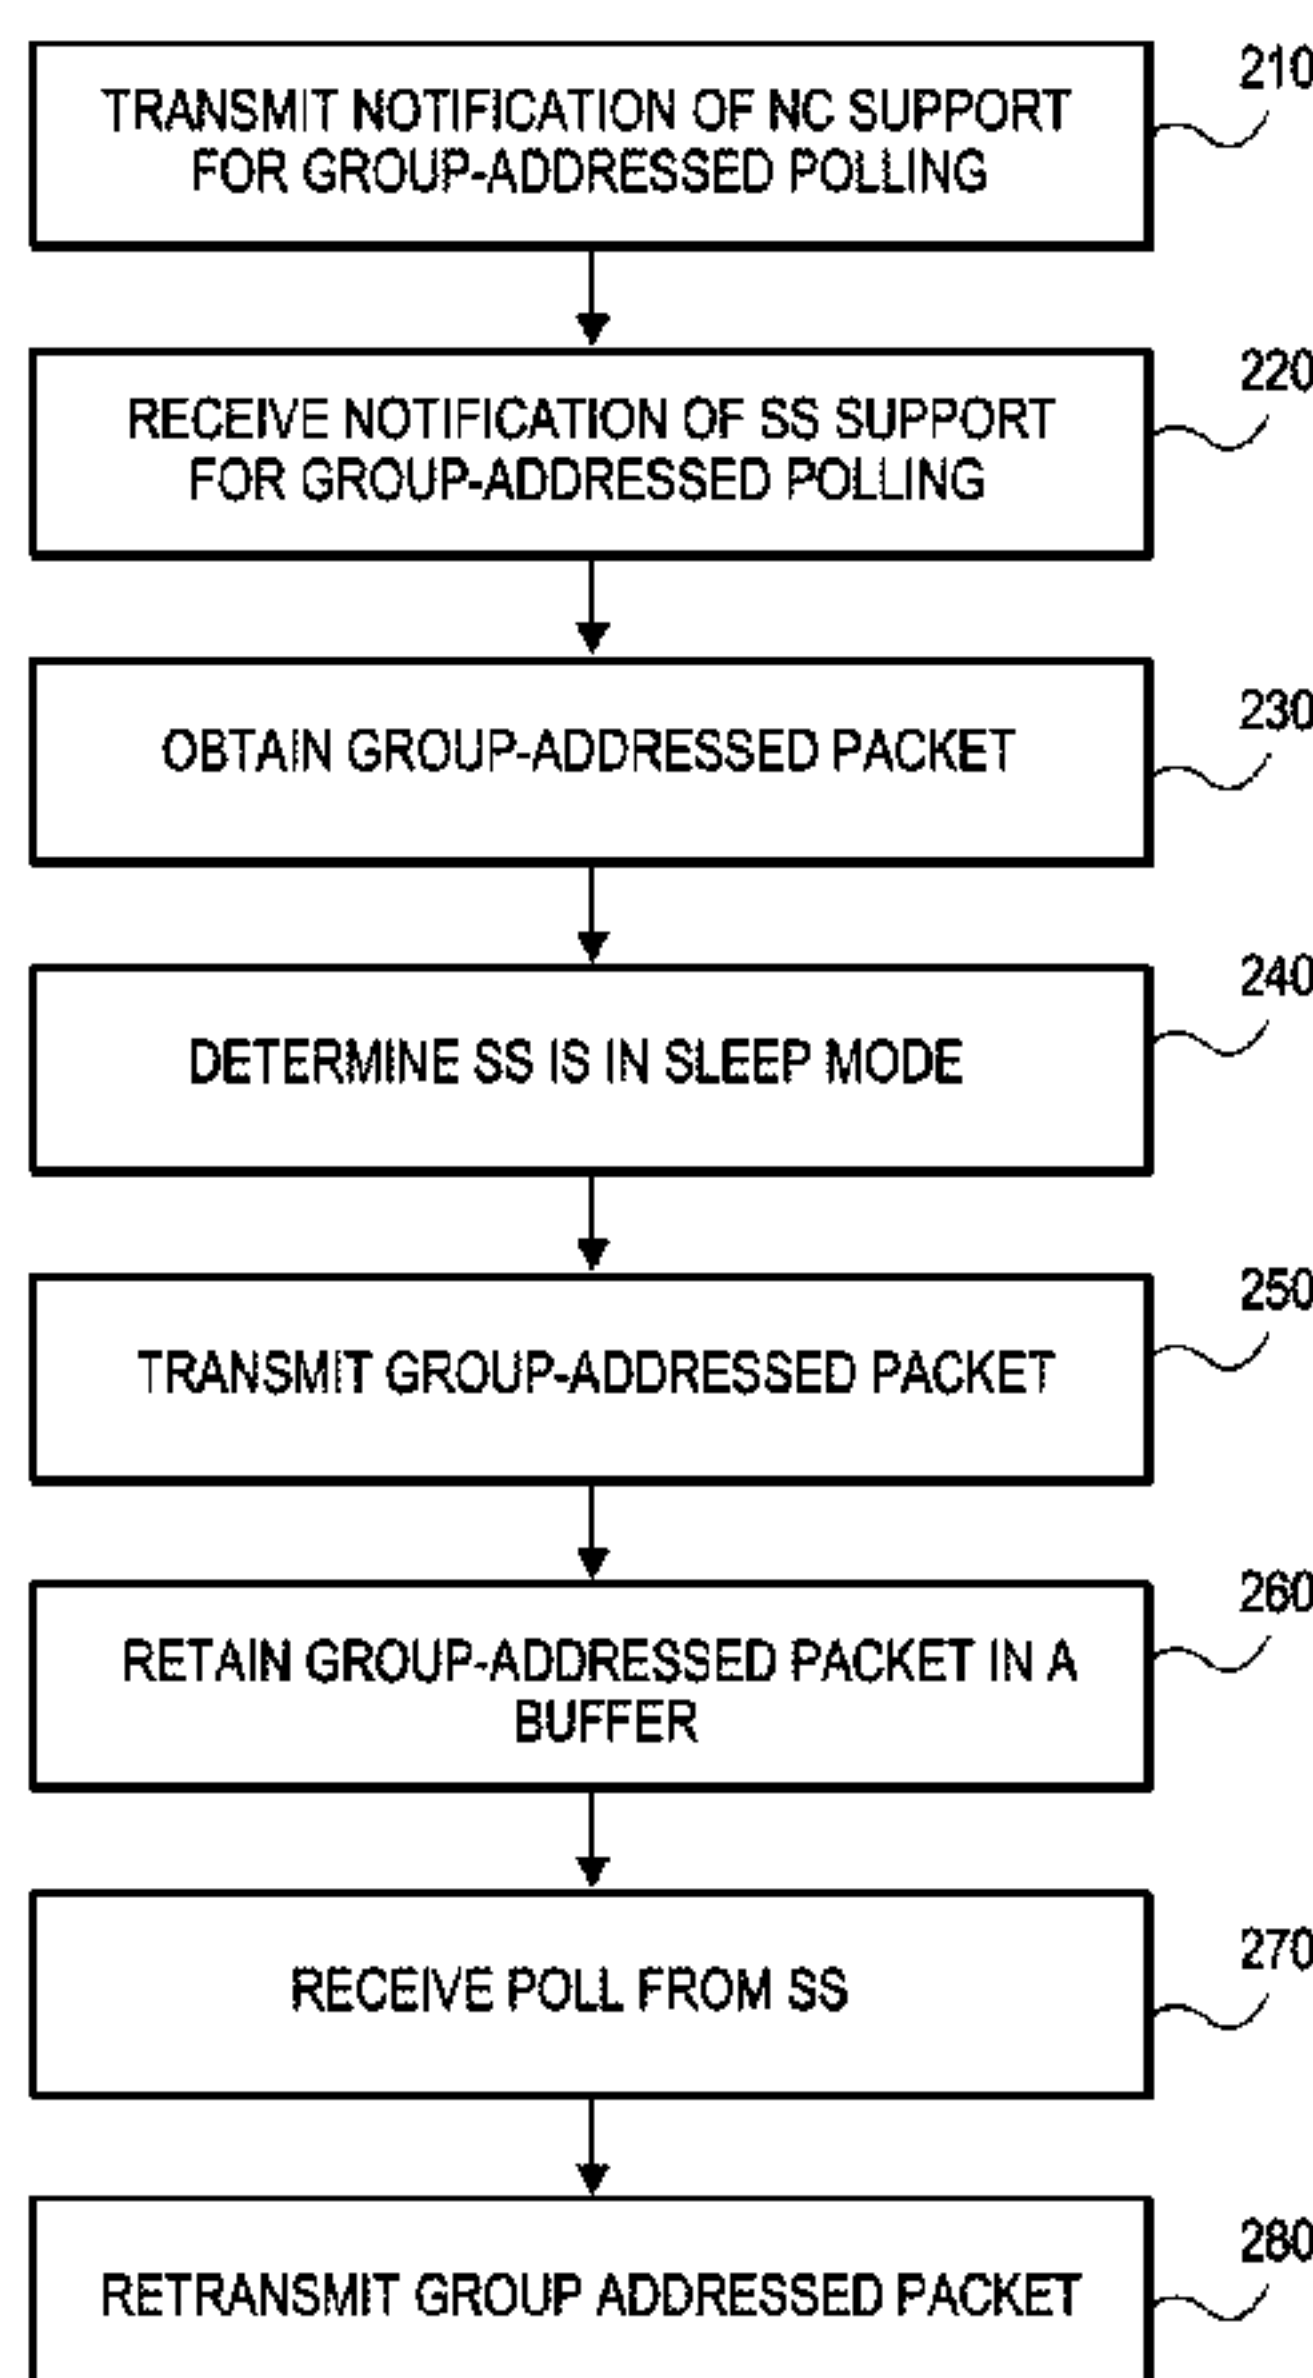 TRANSMIT NOTIFICATION OF NC SUPPORT
FOR GROUP-ADDRESSED POLLING
210
RECEIVE NOTIFICATION OF SS SUPPORT
FOR GROUP-ADDRESSED POLLING
220
OBTAIN GROUP-ADDRESSED PACKET
230
DETERMINE SS IS IN SLEEP MODE
240
TRANSMIT GROUP-ADDRESSED PACKET
250
RETAIN GROUP-ADDRESSED PACKET IN A
BUFFER
260
RECEIVE POLL FROM SS
270
RETRANSMIT GROUP ADDRESSED PACKET
280